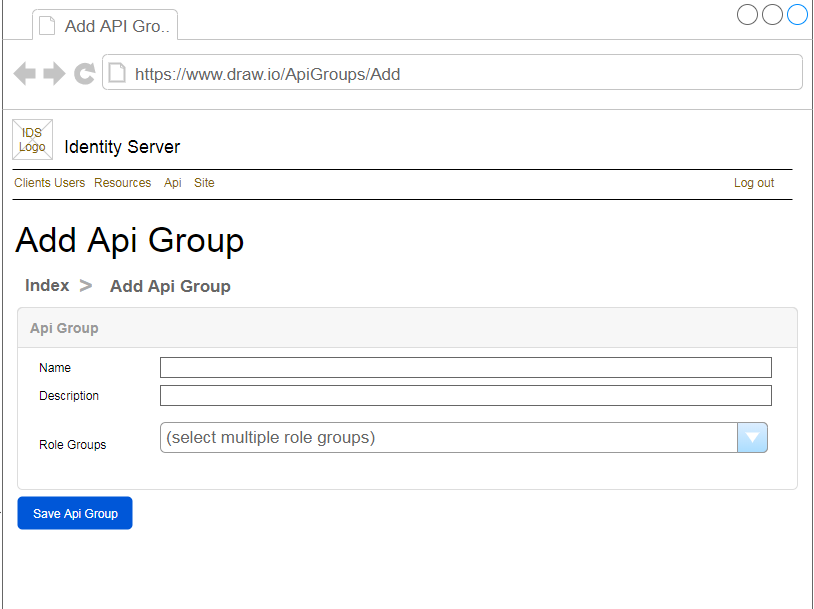 Add API Gro..
https://www.draw.io/ApiGroups/Add
IDS
Logo
Identity Server
Clients Users Resources Api Site Log out
Add Api Group
Index > Add Api Group
Api Group
Name
Description
Role Groups (select multiple role groups)
Save Api Group